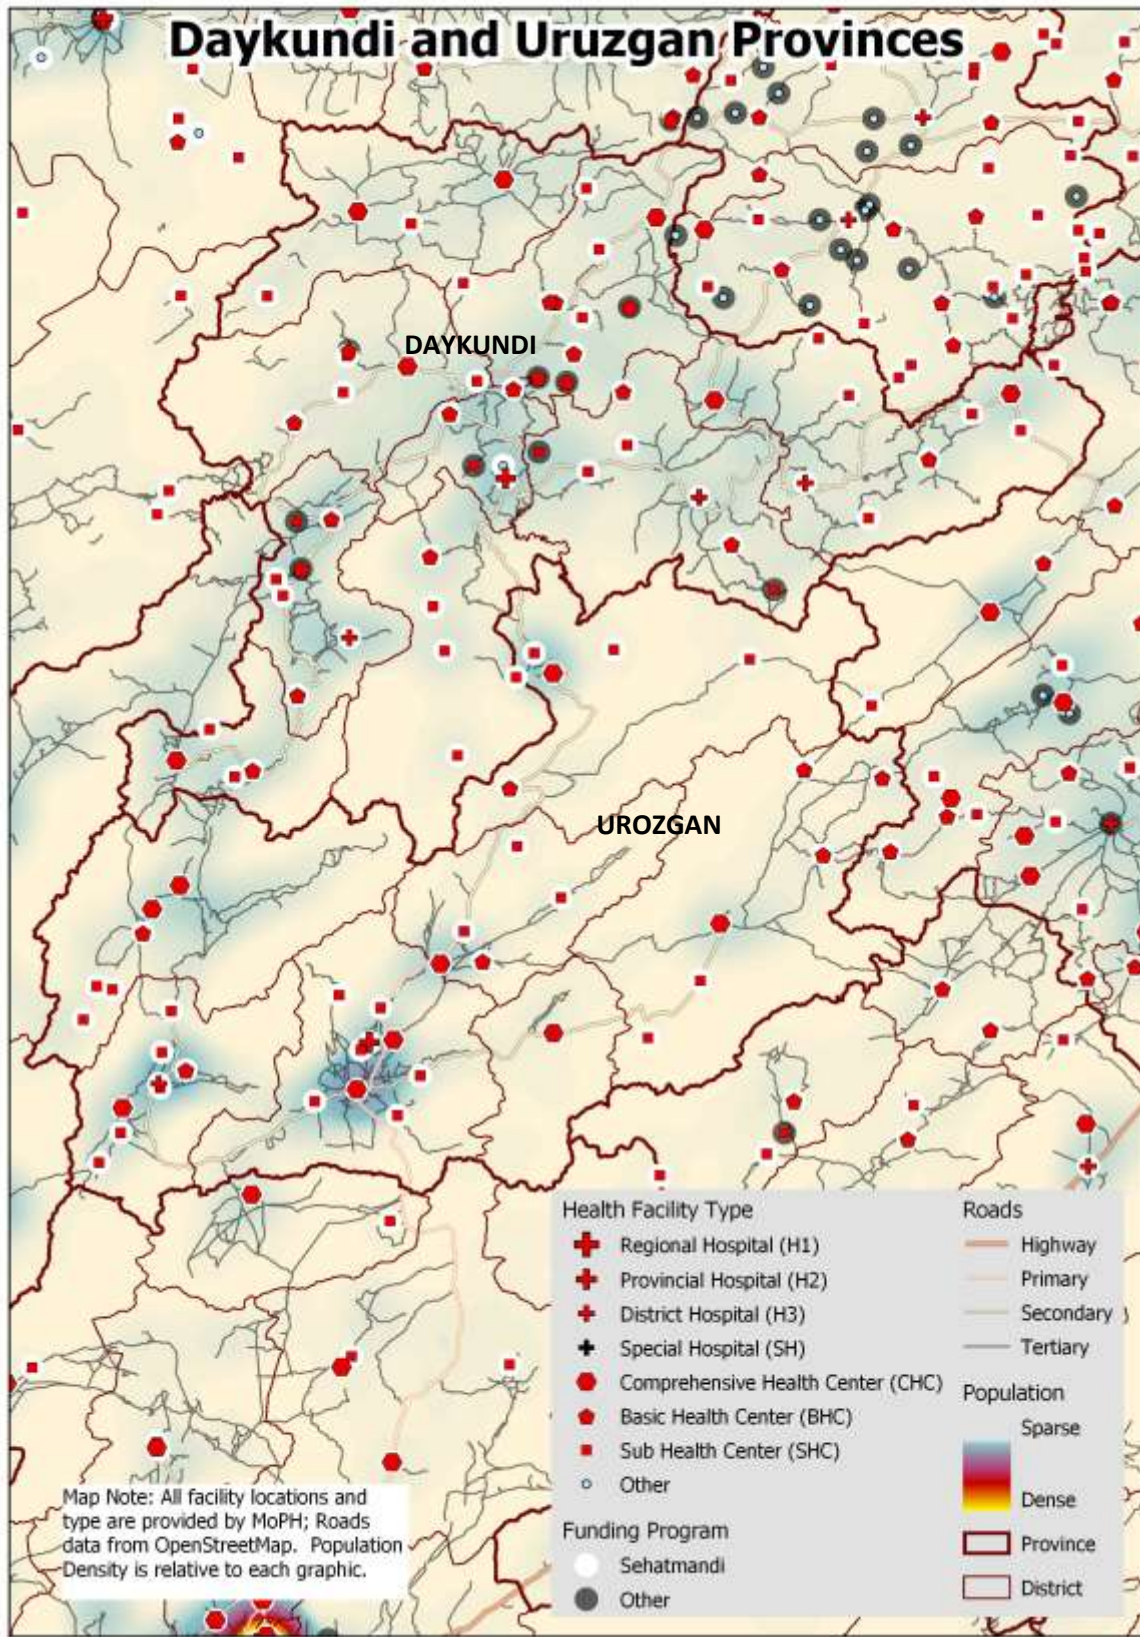 Daykundi and Uruzgan Provinces
DAYKUNDI
UROZGAN
Health Facility Type
Regional Hospital (H1)
Provincial Hospital (H2)
District Hospital (H3)
Special Hospital (SH)
Comprehensive Health Center (CHC)
Basic Health Center (BHC)
Sub Health Center (SHC)
Other
Funding Program
Sehatmandi
Other
Roads
Highway
Primary
Secondary
Tertiary
Population
Sparse
Dense
Province
District
Map Note: All facility locations and
type are provided by MoPH; Roads
data from OpenStreetMap. Population
Density is relative to each graphic.